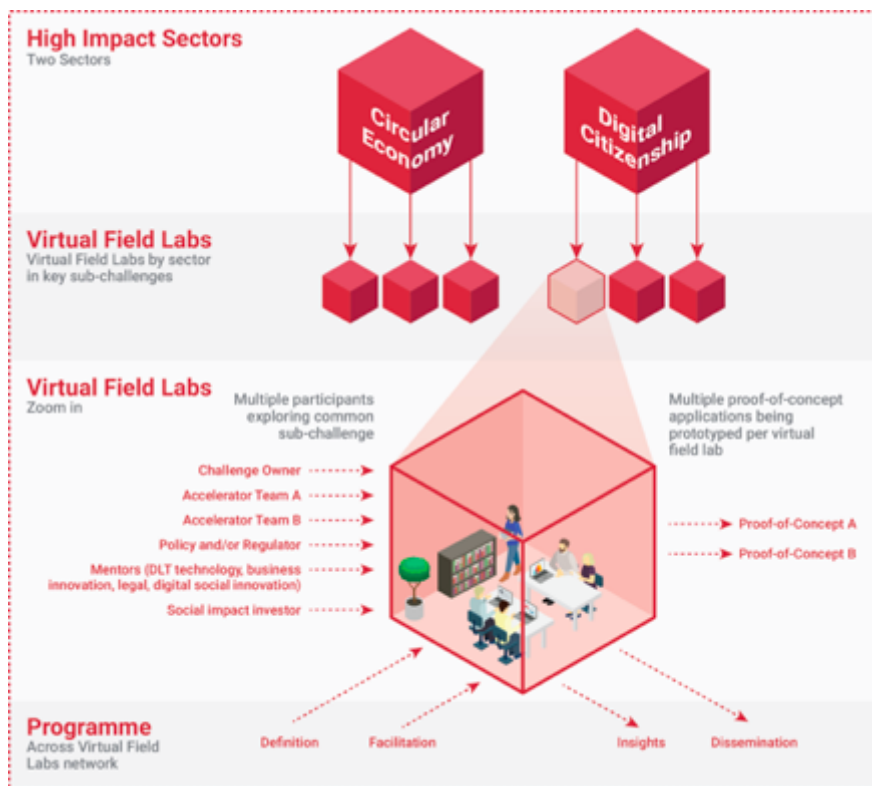 High Impact Sectors
Two Sectors
Circular
Economy
Digital
Citizenship
Virtual Field Labs
Virtual Field Labs by sector
in key sub-challenges
Virtual Field Labs
Zoom in
Multiple participants
exploring common
sub-challenge
Multiple proof-of-concept
applications being
prototyped per virtual
field lab
Challenge Owner
Accelerator Team A
Accelerator Team B
Policy and/or Regulator
Mentors (DLT technology, business
innovation, legal, digital social innovation)
Social impact investor
Proof-of-Concept A
Proof-of-Concept B
Programme
Across Virtual Field
Labs network
Definition
Facilitation
Insights
Dissemination